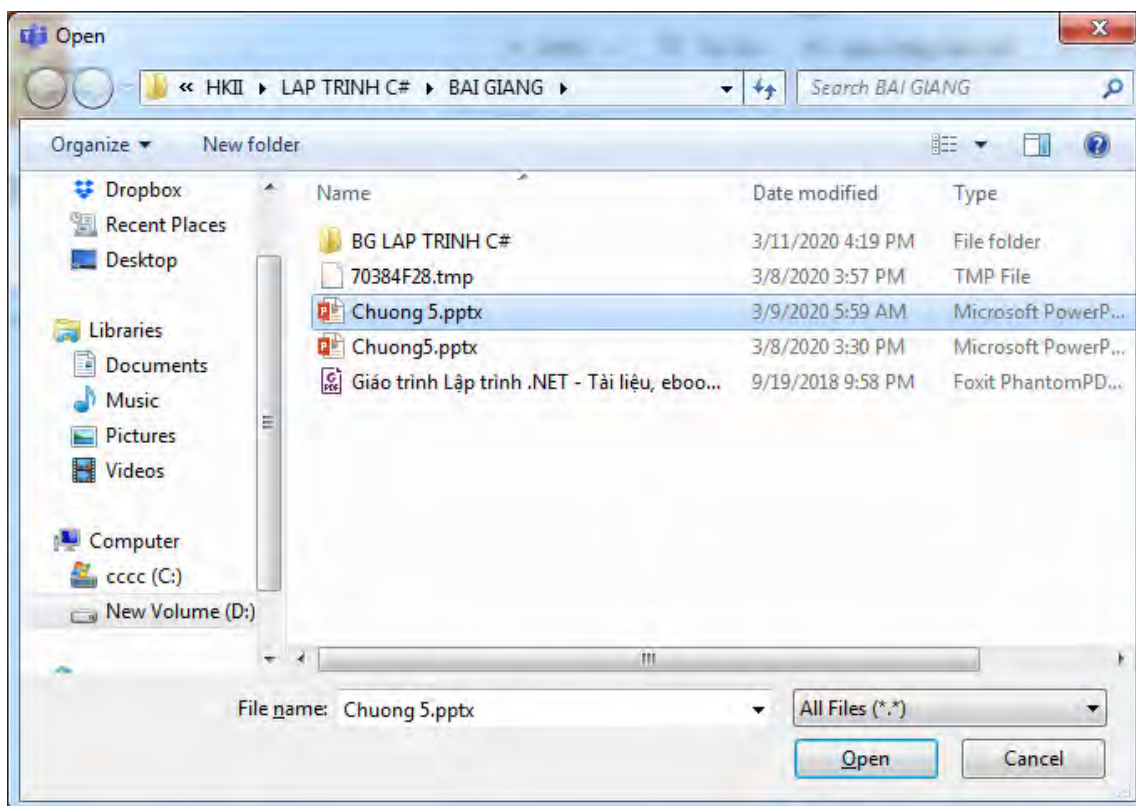 Open
« HKII ▸ LAP TRINH C# ▸ BAI GIANG ▸ Search BAI GIANG
Organize New folder
Dropbox
Recent Places
Desktop
Libraries
Documents
Music
Pictures
Videos
Computer
cccc (C:)
New Volume (D:)
Name Date modified Type
BG LAP TRINH C# 3/11/2020 4:19 PM File folder
70384F28.tmp 3/8/2020 3:57 PM TMP File
Chuong 5.pptx 3/9/2020 5:59 AM Microsoft PowerP...
Chuong5.pptx 3/8/2020 3:30 PM Microsoft PowerP...
Giáo trình Lập trình .NET - Tài liệu, eboo... 9/19/2018 9:58 PM Foxit PhantomPD...
File name: Chuong 5.pptx All Files (*.*)
Open Cancel